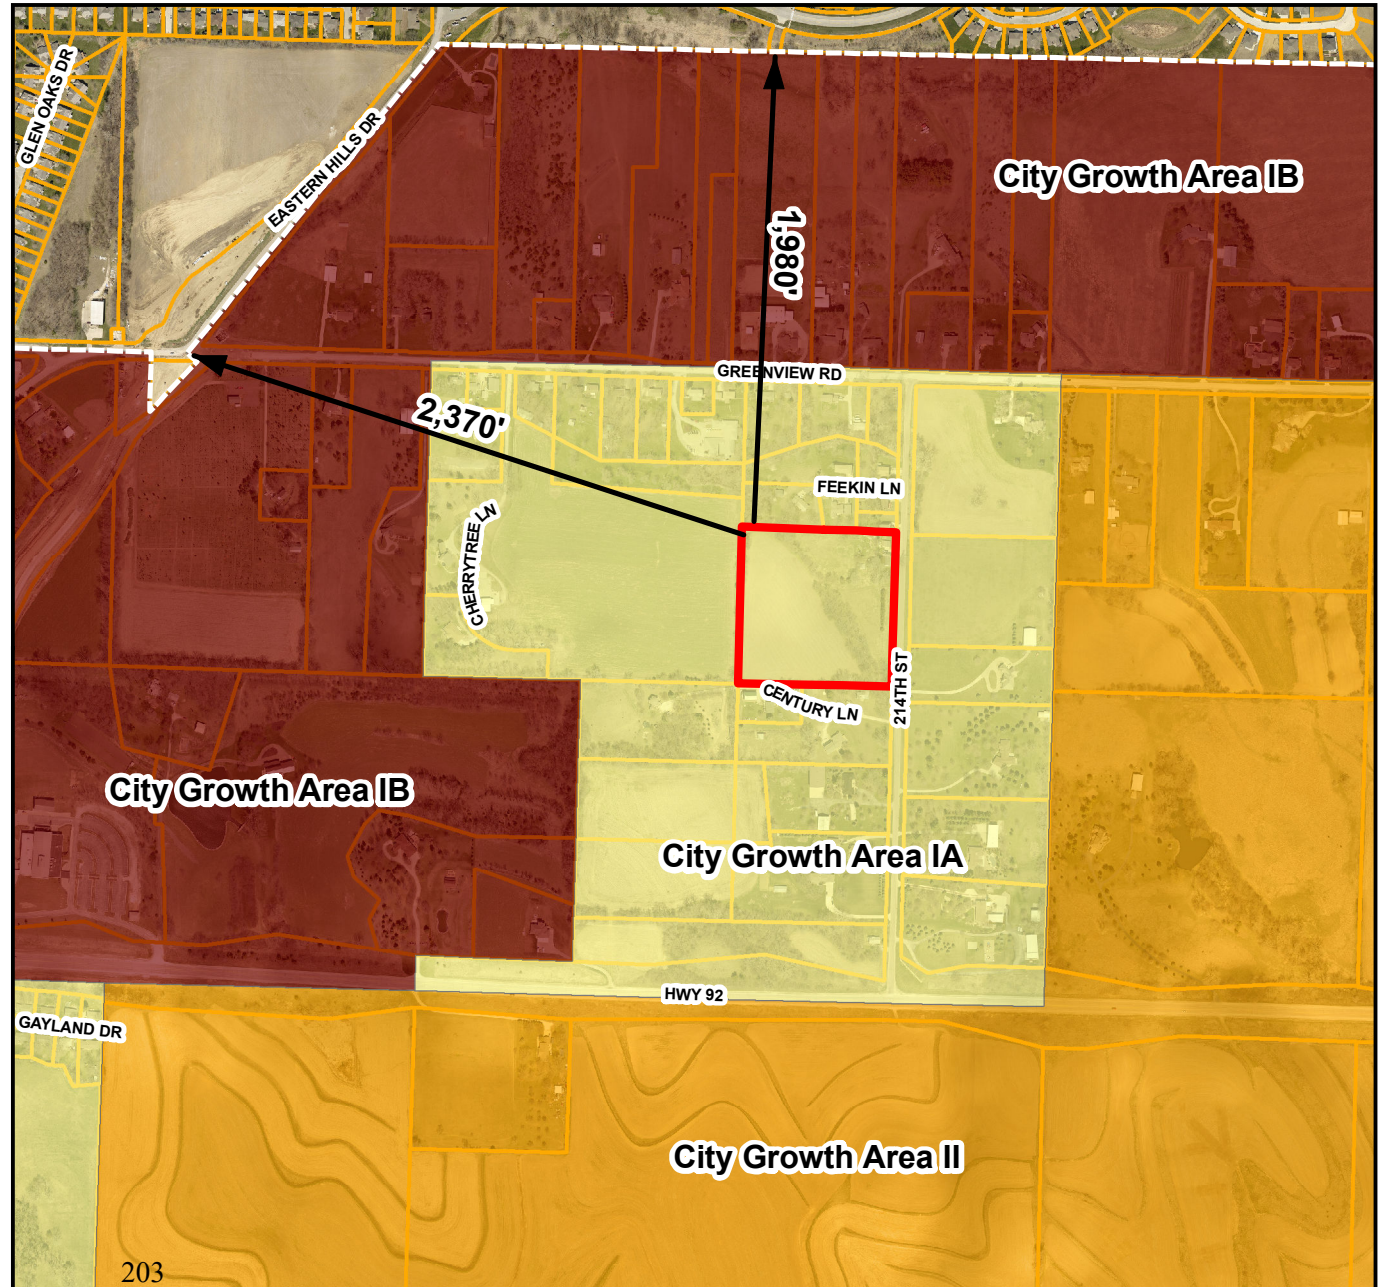 GLEN OAKS DR
EASTERN HILLS DR
City Growth Area IB
1,980'
GREENVIEW RD
2,370'
FEEKIN LN
CHERRYTREE LN
214TH ST
CENTURY LN
City Growth Area IB
City Growth Area IA
HWY 92
GAYLAND DR
City Growth Area II
203